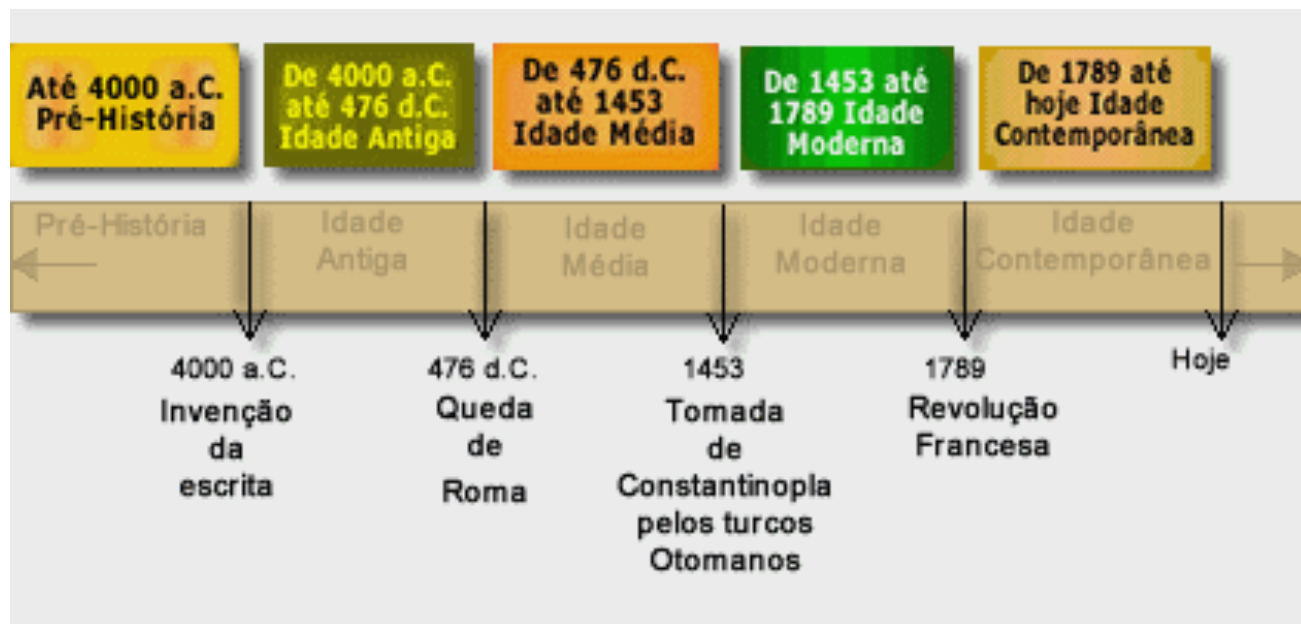 Até 4000 a.C.
Pré-História
De 4000 a.C.
até 476 d.C.
Idade Antiga
De 476 d.C.
até 1453
Idade Média
De 1453 até
1789 Idade
Moderna
De 1789 até
hoje Idade
Contemporânea
Pré-História
Idade
Antiga
Idade
Média
Idade
Moderna
Idade
Contemporânea
4000 a.C.
Invenção
da
escrita
476 d.C.
Queda
de
Roma
1453
Tomada
de
Constantinopla
pelos turcos
Otomanos
1789
Revolução
Francesa
Hoje